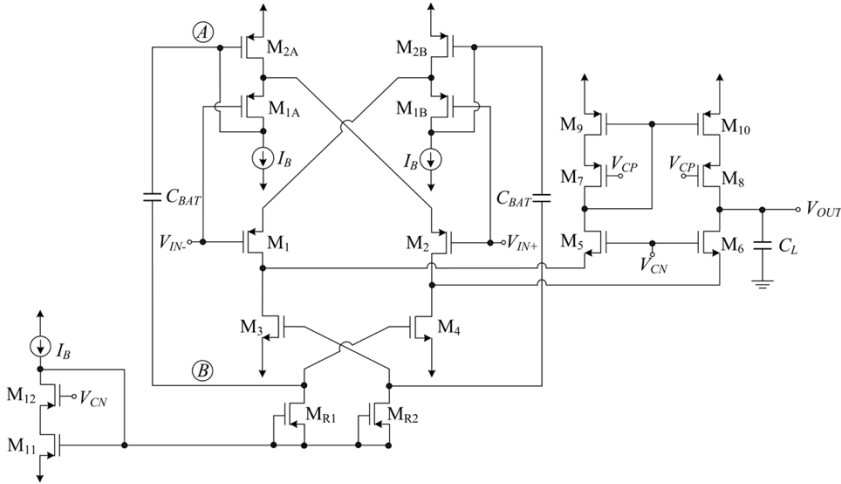 A
M2A
M2B
M1A
M1B
IB
IB
M9
M10
M7
VCP
VCP
M8
CBAT
CBAT
VIN-
M1
M2
VIN+
M5
M6
VOUT
VCN
CL
M3
M4
IB
B
M12
VCN
MR1
MR2
M11